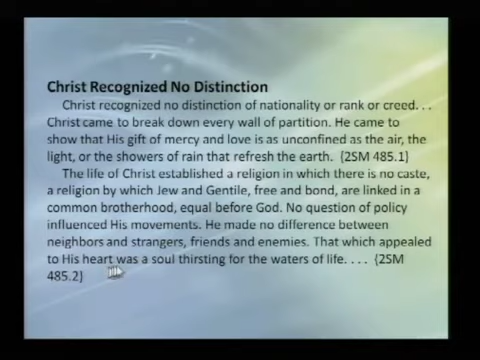 Christ Recognized No Distinction
Christ recognized no distinction of nationality or rank or creed. . .
Christ came to break down every wall of partition. He came to
show that His gift of mercy and love is as unconfined as the air, the
light, or the showers of rain that refresh the earth. {2SM 485.1}
The life of Christ established a religion in which there is no caste,
a religion by which Jew and Gentile, free and bond, are linked in a
common brotherhood, equal before God. No question of policy
influenced His movements. He made no difference between
neighbors and strangers, friends and enemies. That which appealed
to His heart was a soul thirsting for the waters of life. . . . {2SM
485.2}